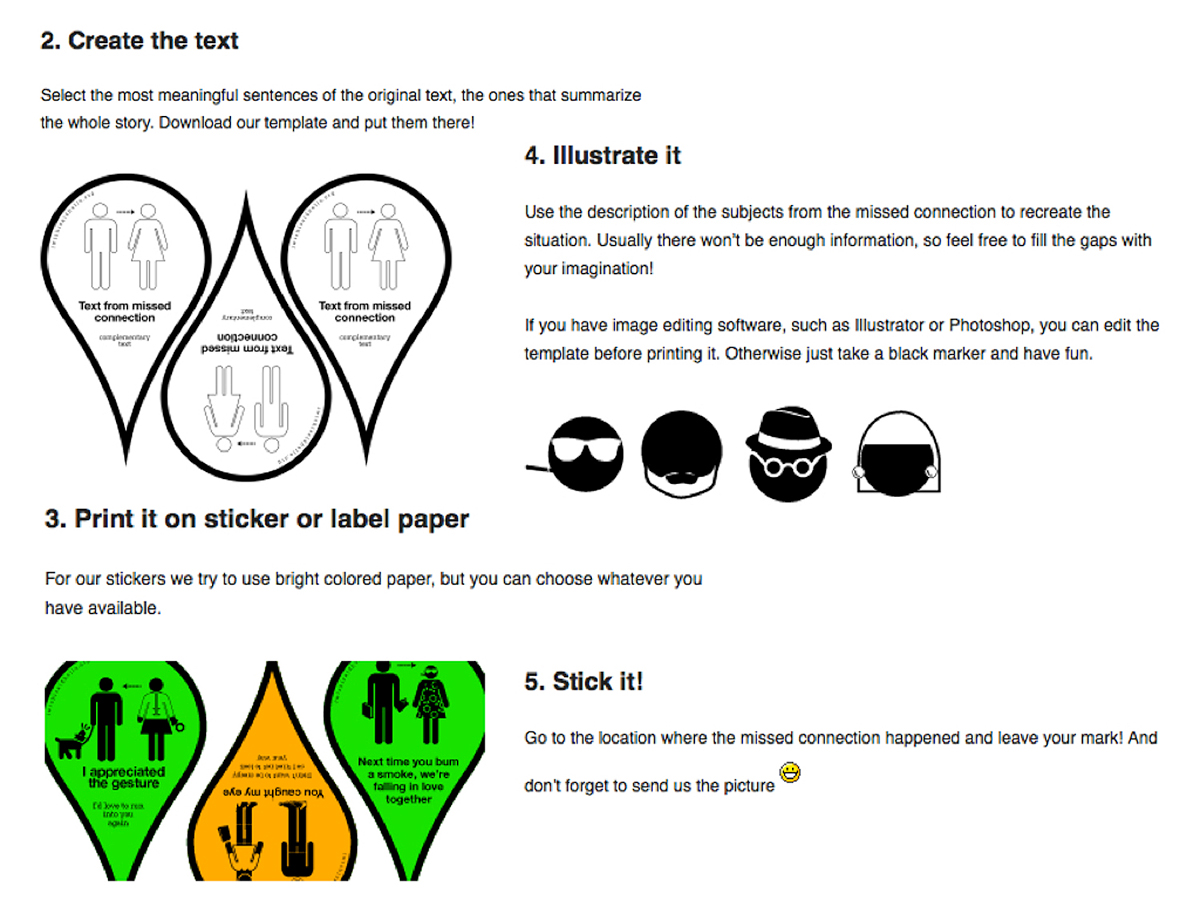 2. Create the text
Select the most meaningful sentences of the original text, the ones that summarize
the whole story. Download our template and put them there!
Text from missed
connection
complementary
text
Text from missed
connection
complementary
text
Text from missed
connection
complementary
text
3. Print it on sticker or label paper
For our stickers we try to use bright colored paper, but you can choose whatever you
have available.
I appreciated
the gesture
I'd love to run
into you
again
You caught my eye
Next time you bum
a smoke, we're
falling in love
together
4. Illustrate it
Use the description of the subjects from the missed connection to recreate the
situation. Usually there won't be enough information, so feel free to fill the gaps with
your imagination!
If you have image editing software, such as Illustrator or Photoshop, you can edit the
template before printing it. Otherwise just take a black marker and have fun.
5. Stick it!
Go to the location where the missed connection happened and leave your mark! And
don't forget to send us the picture